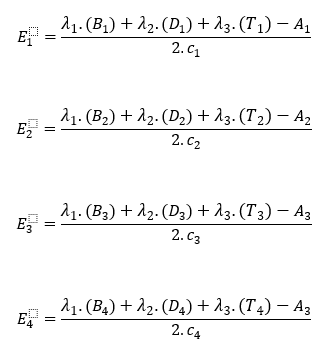 E₁^⬚ = (λ₁.(B₁) + λ₂.(D₁) + λ₃.(T₁) − A₁) / (2.c₁)
E₂^⬚ = (λ₁.(B₂) + λ₂.(D₂) + λ₃.(T₂) − A₂) / (2.c₂)
E₃^⬚ = (λ₁.(B₃) + λ₂.(D₃) + λ₃.(T₃) − A₃) / (2.c₃)
E₄^⬚ = (λ₁.(B₄) + λ₂.(D₄) + λ₃.(T₄) − A₃) / (2.c₄)